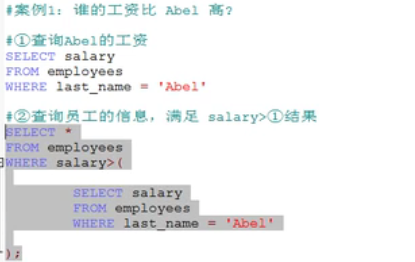 #案例1：谁的工资比 Abel 高?
#①查询Abel的工资
SELECT salary
FROM employees
WHERE last_name = 'Abel'
#②查询员工的信息，满足 salary>①结果
SELECT *
FROM employees
WHERE salary>(
SELECT salary
FROM employees
WHERE last_name = 'Abel'
);